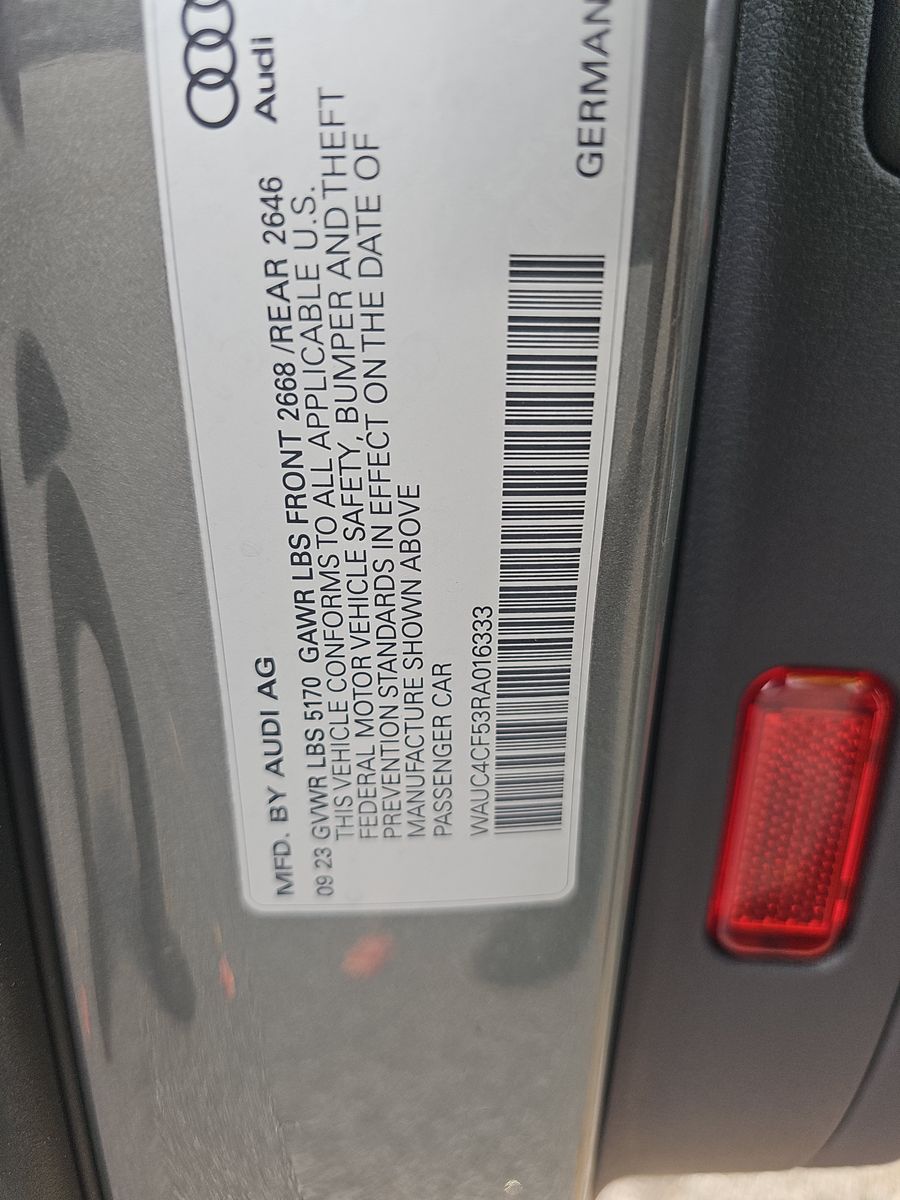 MFD. BY AUDI AG
Audi
09 23 GVWR LBS 5170 GAWR LBS FRONT 2668 /REAR 2646
THIS VEHICLE CONFORMS TO ALL APPLICABLE U.S.
FEDERAL MOTOR VEHICLE SAFETY, BUMPER AND THEFT
PREVENTION STANDARDS IN EFFECT ON THE DATE OF
MANUFACTURE SHOWN ABOVE
PASSENGER CAR
WAUC4CF53RA016333
GERMAN